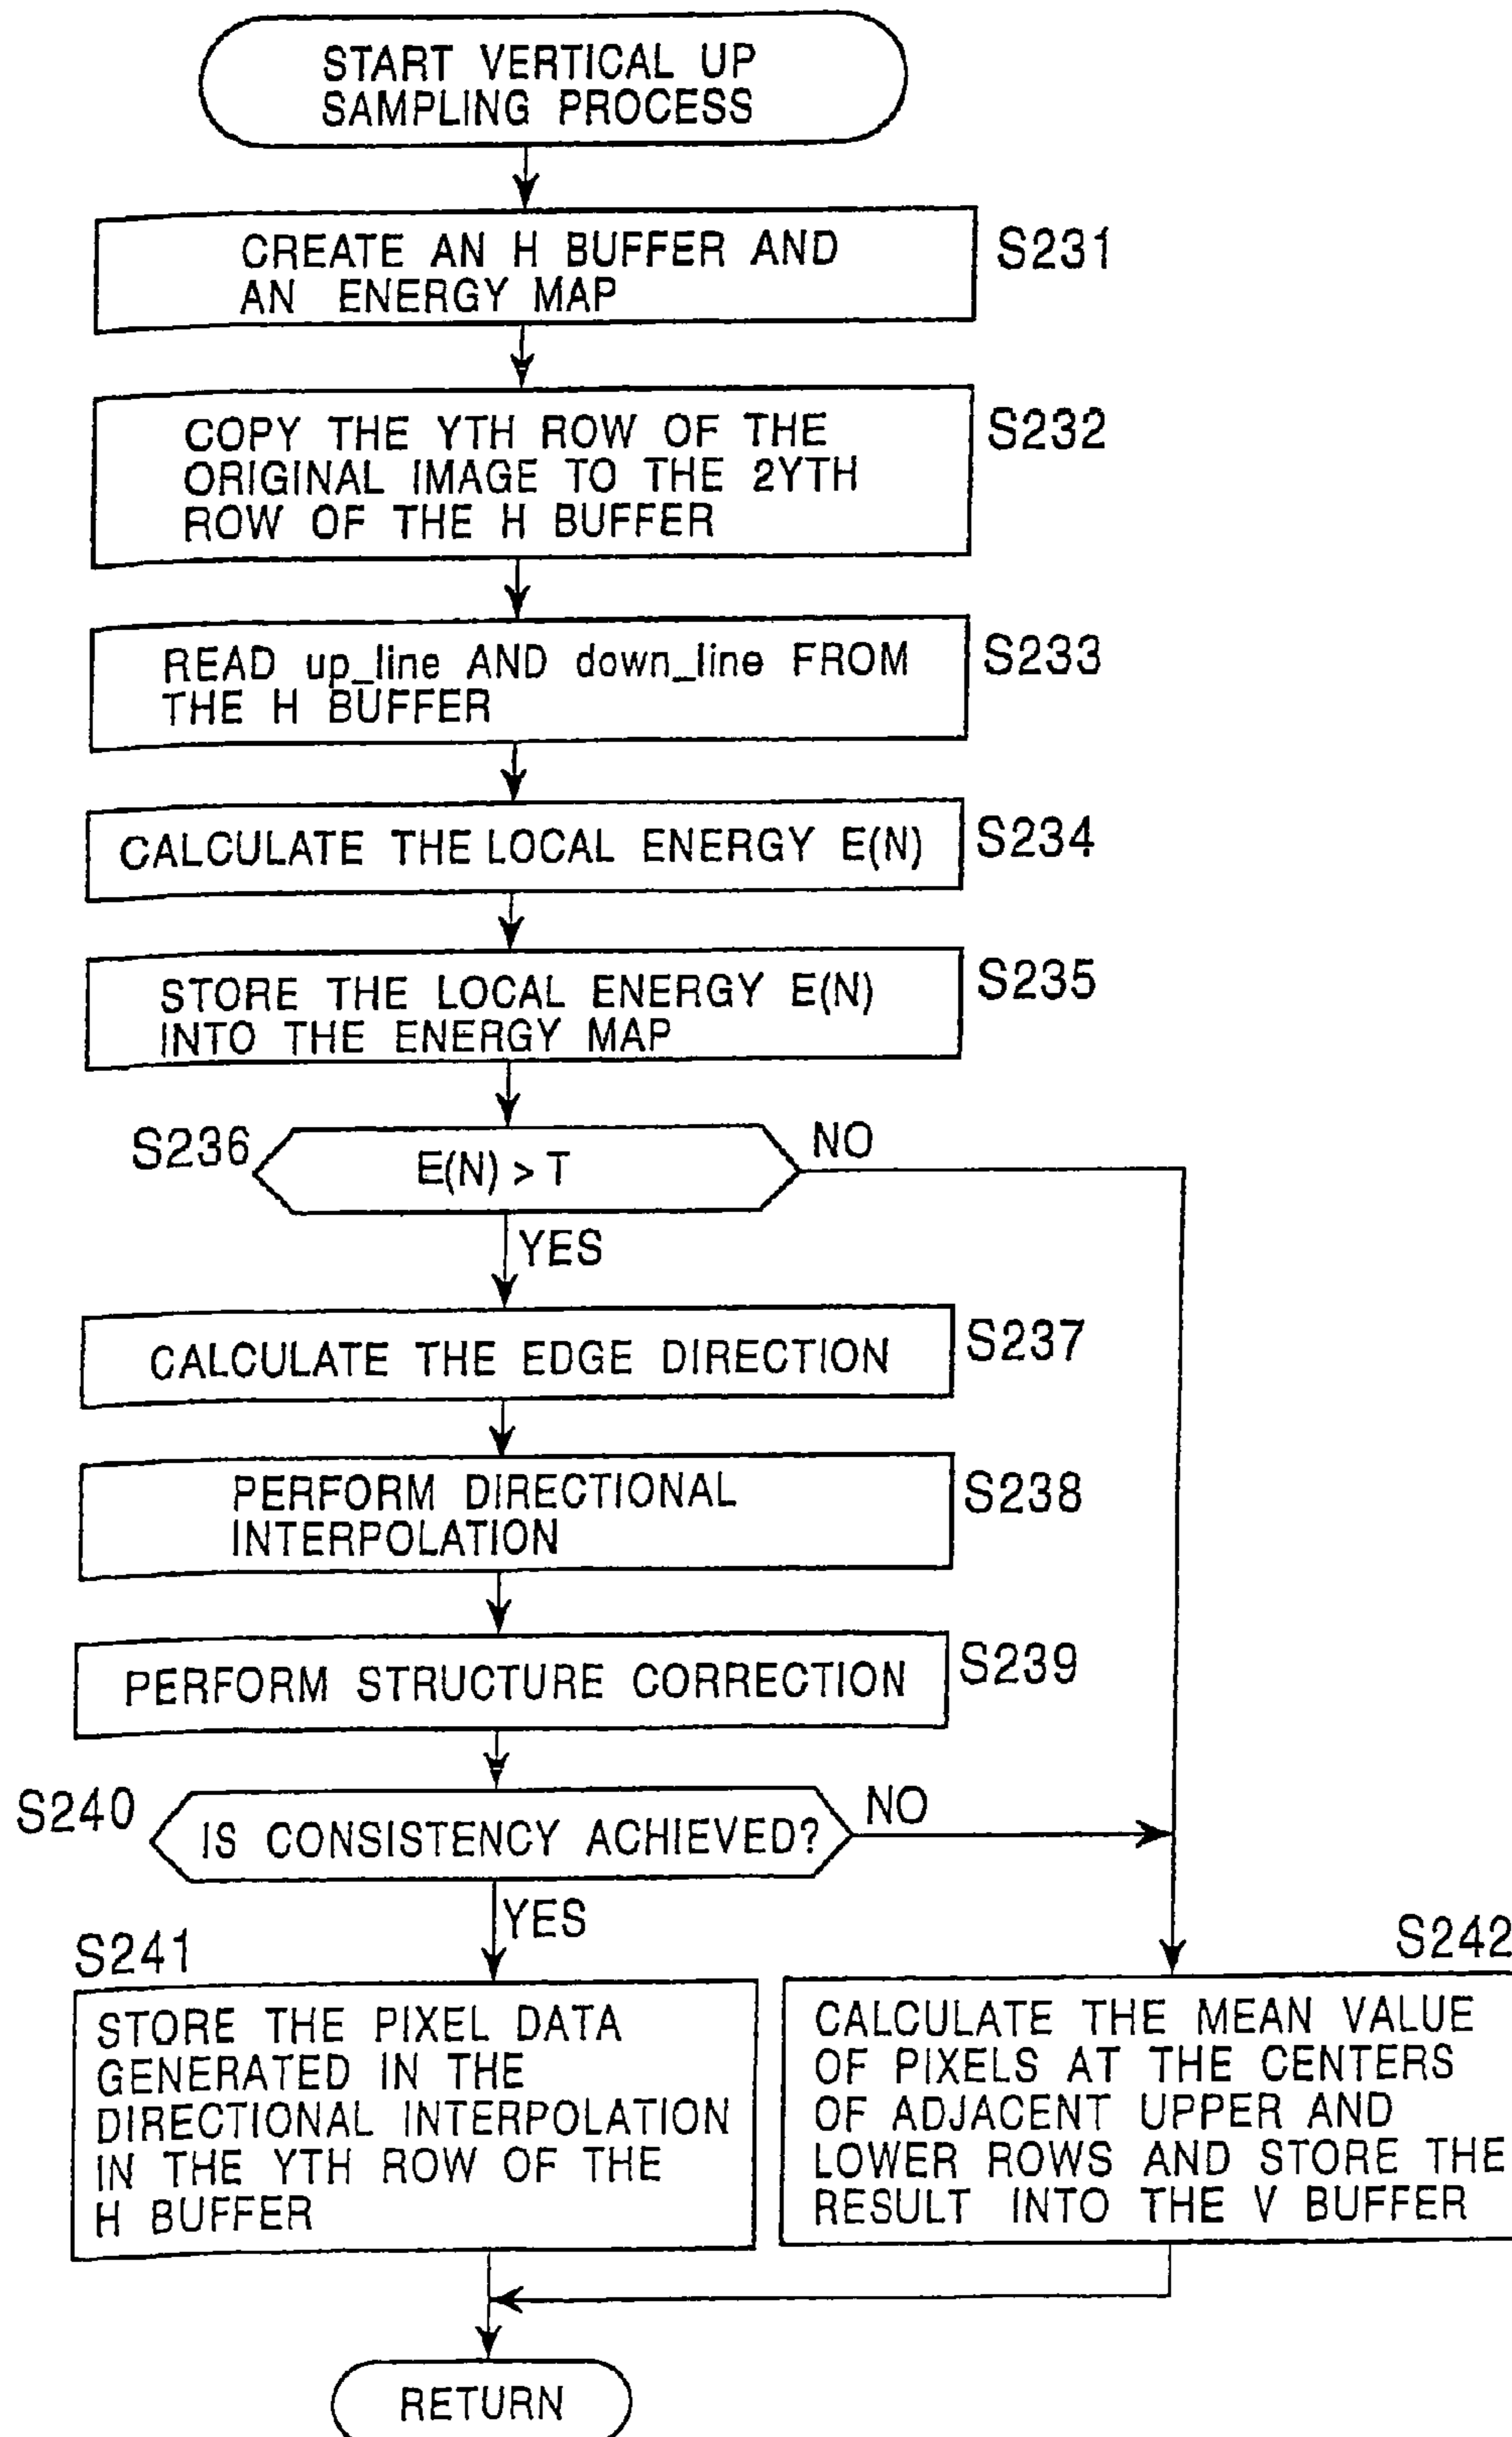 START VERTICAL UP
SAMPLING PROCESS
CREATE AN H BUFFER AND
AN ENERGY MAP
S231
COPY THE YTH ROW OF THE
ORIGINAL IMAGE TO THE 2YTH
ROW OF THE H BUFFER
S232
READ up_line AND down_line FROM
THE H BUFFER
S233
CALCULATE THE LOCAL ENERGY E(N)
S234
STORE THE LOCAL ENERGY E(N)
INTO THE ENERGY MAP
S235
S236
E(N) > T
NO
YES
CALCULATE THE EDGE DIRECTION
S237
PERFORM DIRECTIONAL
INTERPOLATION
S238
PERFORM STRUCTURE CORRECTION
S239
S240
IS CONSISTENCY ACHIEVED?
NO
YES
S241
STORE THE PIXEL DATA
GENERATED IN THE
DIRECTIONAL INTERPOLATION
IN THE YTH ROW OF THE
H BUFFER
S242
CALCULATE THE MEAN VALUE
OF PIXELS AT THE CENTERS
OF ADJACENT UPPER AND
LOWER ROWS AND STORE THE
RESULT INTO THE V BUFFER
RETURN